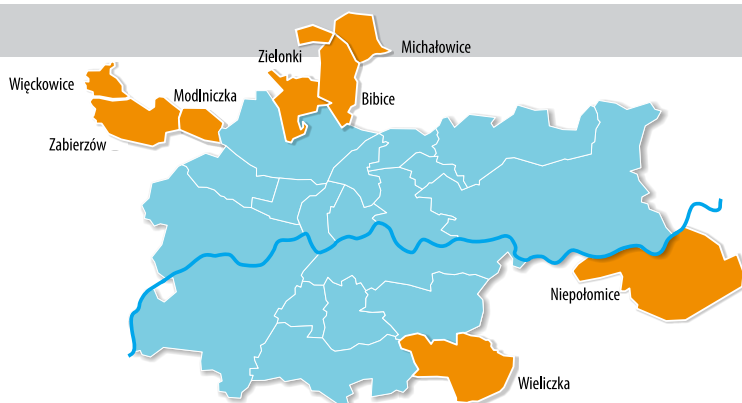 Zielonki
Michałowice
Więckowice
Modlniczka
Bibice
Zabierzów
Niepołomice
Wieliczka